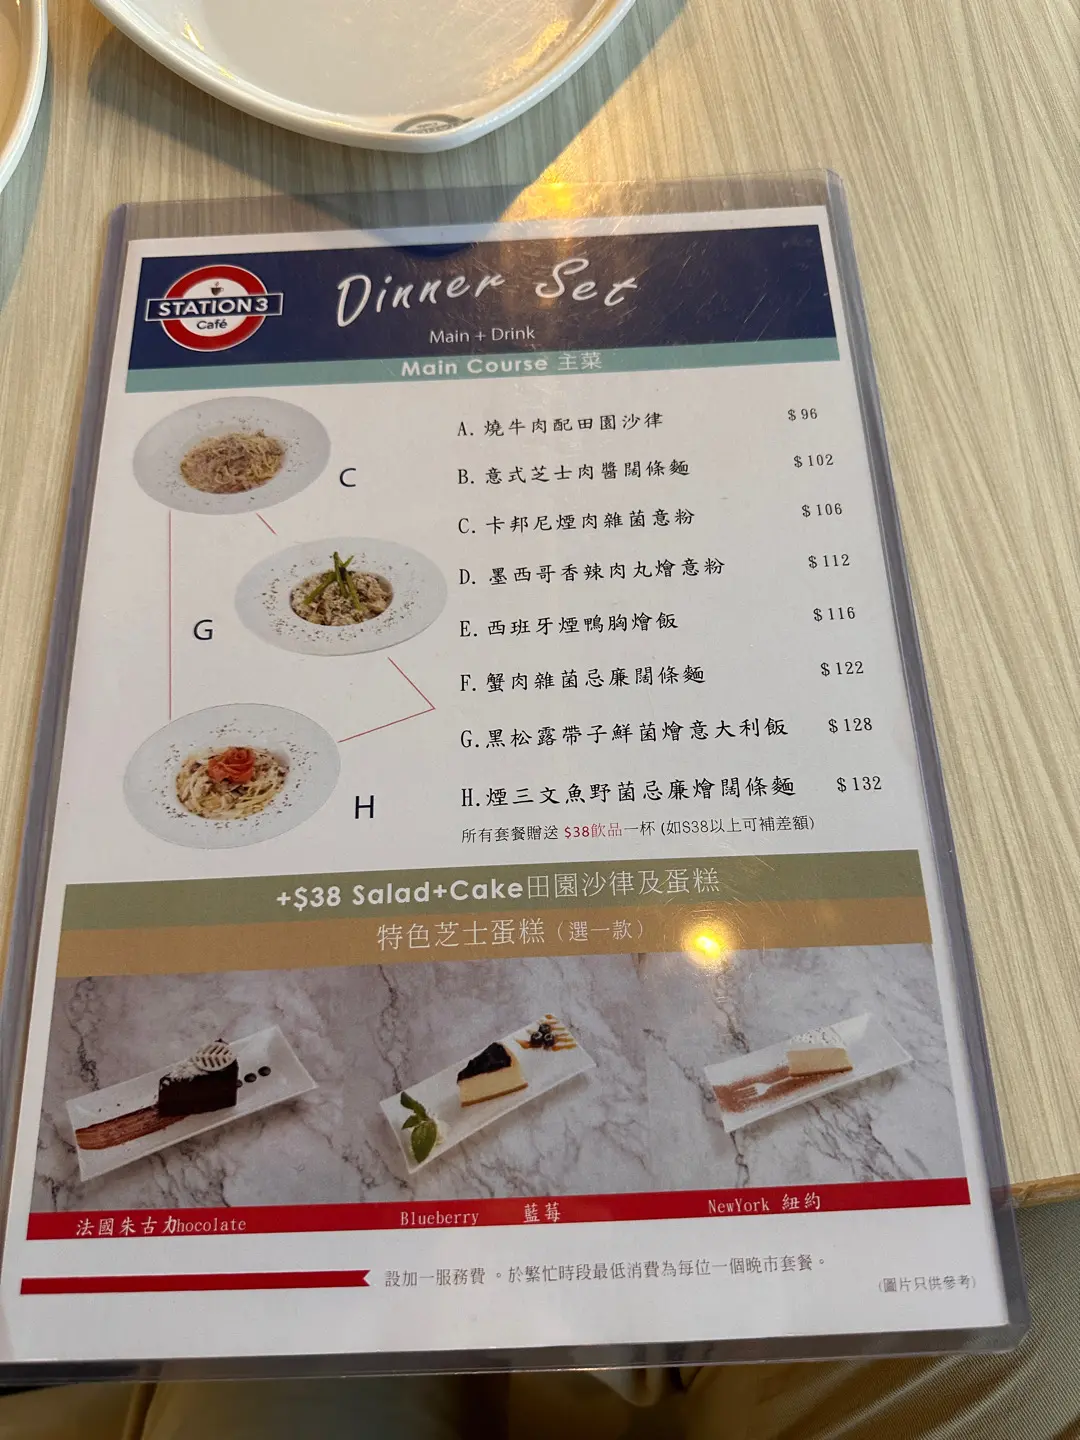 STATION 3
Café
Dinner Set
Main + Drink
Main Course 主菜
A. 燒牛肉配田園沙律 $96
B. 意式芝士肉醬闊條麵 $102
C. 卡邦尼煙肉雜菌意粉 $106
D. 墨西哥香辣肉丸燴意粉 $112
E. 西班牙煙鴨胸燴飯 $116
F. 蟹肉雜菌忌廉闊條麵 $122
G. 黑松露帶子鮮菌燴意大利飯 $128
H. 煙三文魚野菌忌廉燴闊條麵 $132
所有套餐贈送 $38飲品一杯 (如S38以上可補差額)
C
G
H
+$38 Salad+Cake田園沙律及蛋糕
特色芝士蛋糕（選一款）
法國朱古力hocolate
Blueberry 藍莓
NewYork 紐約
設加一服務費 。於繁忙時段最低消費為每位一個晚市套餐。
(圖片只供參考)